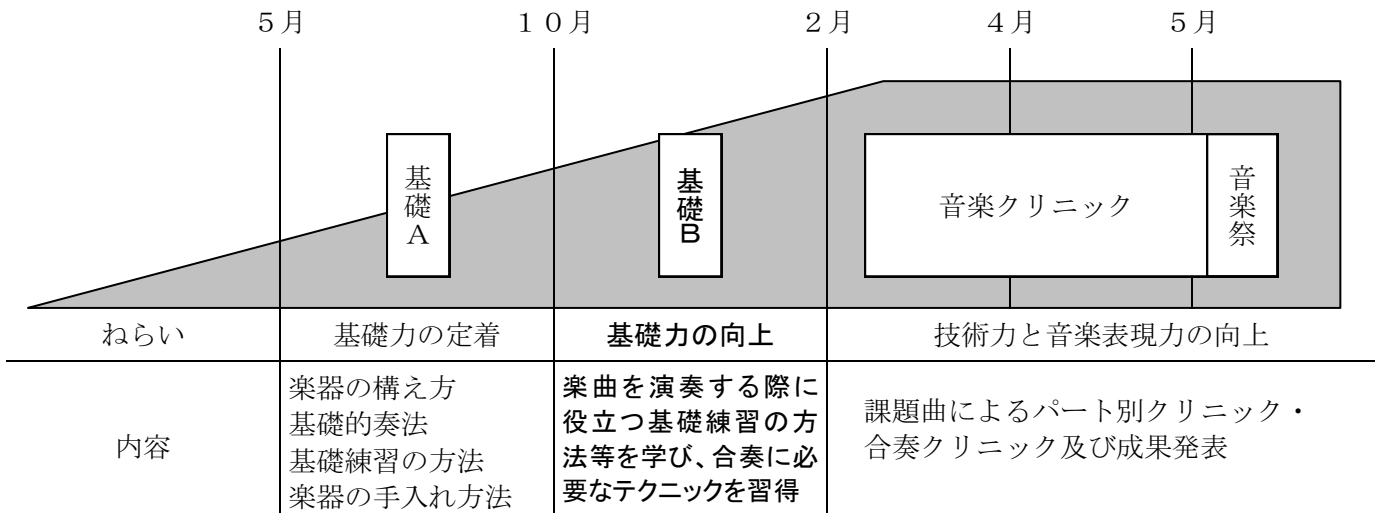 ５月
１０月
２月
４月
５月
基礎Ａ
基礎Ｂ
音楽クリニック
音楽祭
ねらい
基礎力の定着
基礎力の向上
技術力と音楽表現力の向上
内容
楽器の構え方
基礎的奏法
基礎練習の方法
楽器の手入れ方法
楽曲を演奏する際に
役立つ基礎練習の方
法等を学び、合奏に必
要なテクニックを習得
課題曲によるパート別クリニック・
合奏クリニック及び成果発表